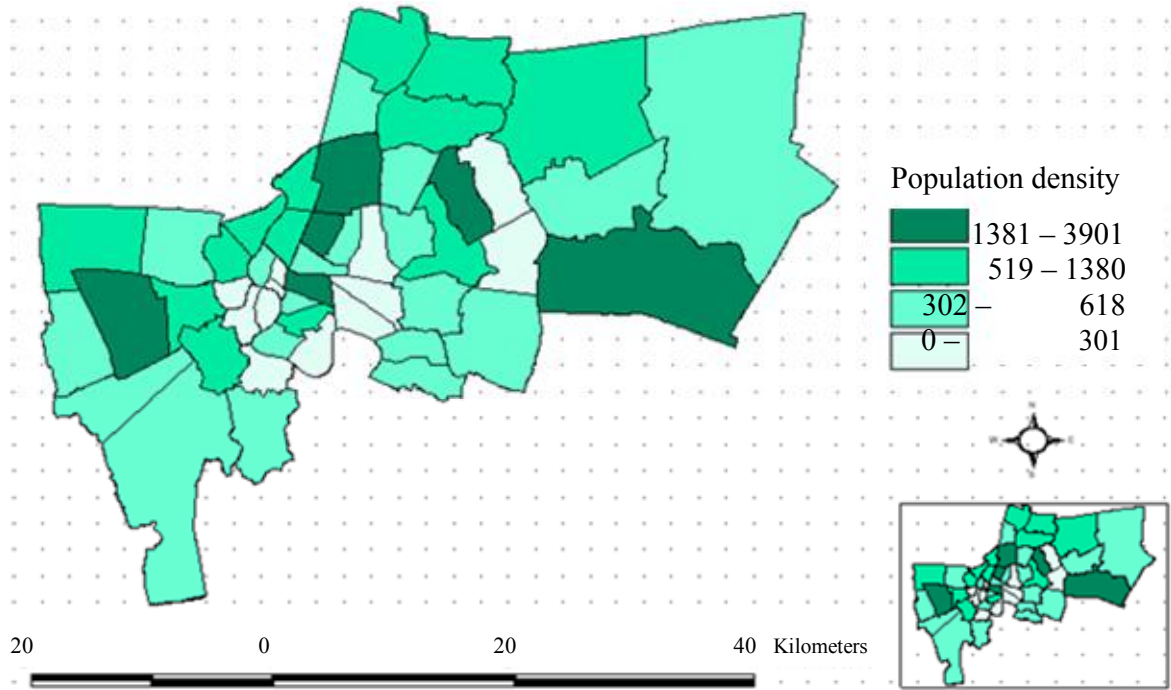 Population density
1381 – 3901
519 – 1380
302 – 618
0 – 301
N
W E
S
20 0 20 40 Kilometers